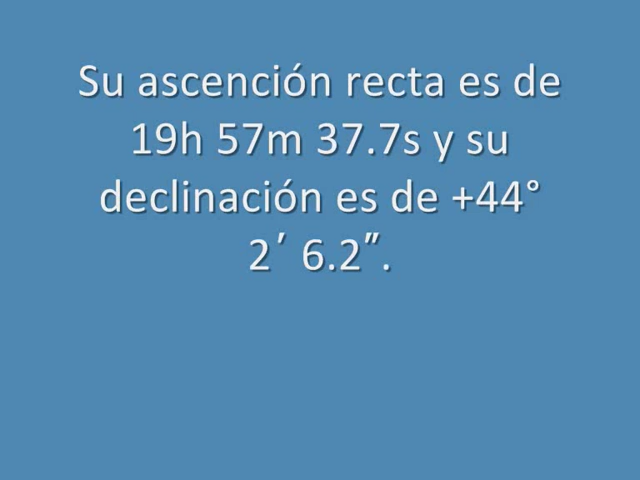 Su ascención recta es de
19h 57m 37.7s y su
declinación es de +44°
2′ 6.2″.